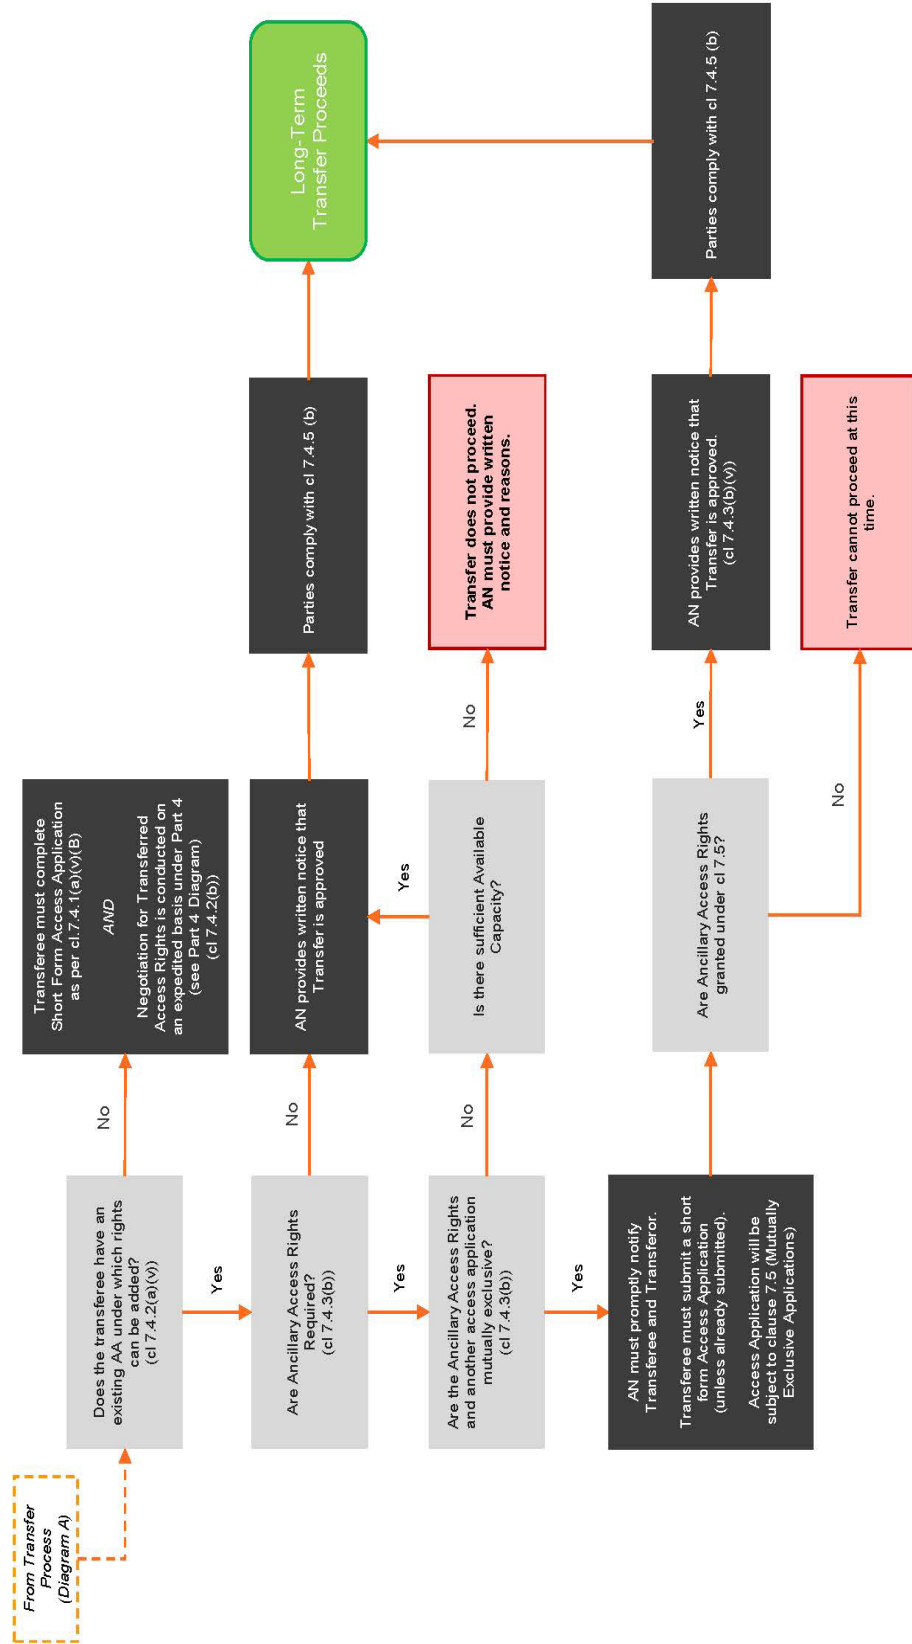 From Transfer
Process
(Diagram A)
Does the transferee have an
existing AA under which rights
can be added?
(cl 7.4.2(a)(v))
No
Transferee must complete
Short Form Access Application
as per cl.7.4.1(a)(v)(B)
AND
Negotiation for Transferred
Access Rights is conducted on
an expedited basis under Part 4
(see Part 4 Diagram)
(cl 7.4.2(b))
Yes
Are Ancillary Access Rights
Required?
(cl 7.4.3(b))
No
AN provides written notice that
Transfer is approved
Parties comply with cl 7.4.5 (b)
Long-Term
Transfer Proceeds
Yes
Yes
Are the Ancillary Access Rights
and another access application
mutually exclusive?
(cl 7.4.3(b))
No
Is there sufficient Available
Capacity?
No
Transfer does not proceed.
AN must provide written
notice and reasons.
Yes
AN must promptly notify
Transferee and Transferor.
Transferee must submit a short
form Access Application
(unless already submitted).
Access Application will be
subject to clause 7.5 (Mutually
Exclusive Applications)
Are Ancillary Access Rights
granted under cl 7.5?
Yes
AN provides written notice that
Transfer is approved.
(cl 7.4.3(b)(v))
Parties comply with cl 7.4.5 (b)
No
Transfer cannot proceed at this
time.